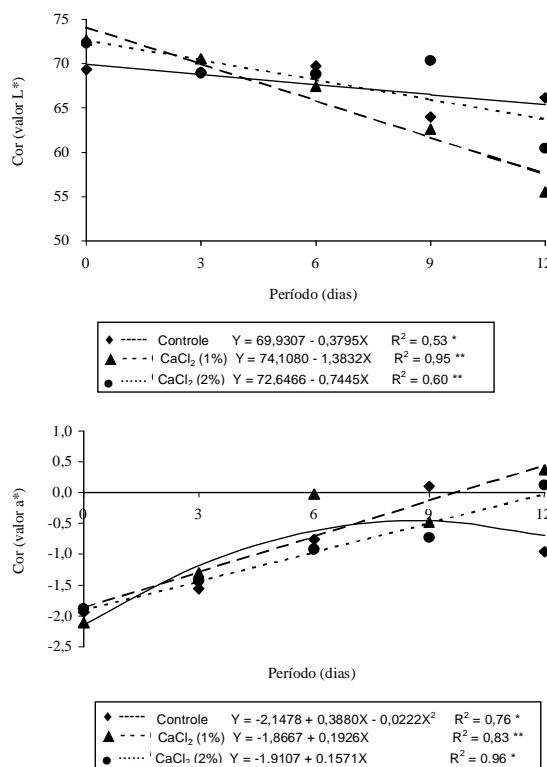 75
70
65
60
55
50
Cor (valor L*)
0 3 6 9 12
Período (dias)
Controle Y = 69,9307 - 0,3795X R² = 0,53 *
CaCl₂ (1%) Y = 74,1080 - 1,3832X R² = 0,95 **
CaCl₂ (2%) Y = 72,6466 - 0,7445X R² = 0,60 **
1,0
0,5
0,0
-0,5
-1,0
-1,5
-2,0
-2,5
Cor (valor a*)
0 3 6 9 12
Período (dias)
Controle Y = -2,1478 + 0,3880X - 0,0222X² R² = 0,76 *
CaCl₂ (1%) Y = -1,8667 + 0,1926X R² = 0,83 **
CaCl₂ (2%) Y = -1,9107 + 0,1571X R² = 0,96 *